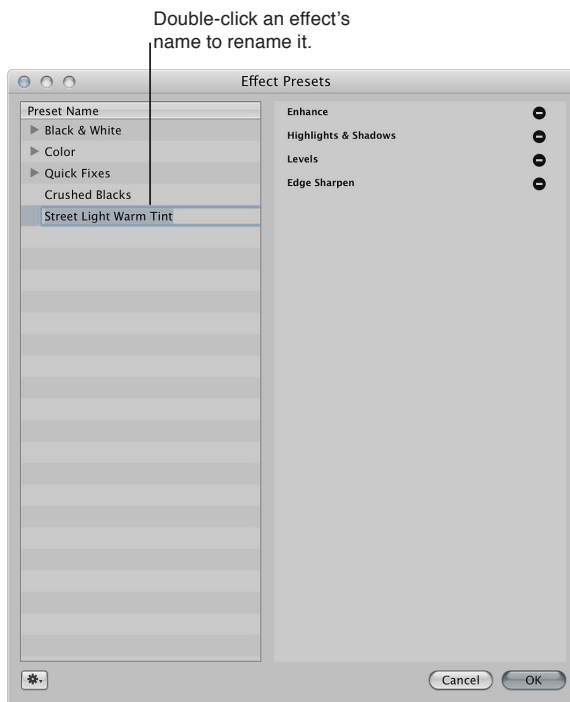 Double-click an effect's
name to rename it.
Effect Presets
Preset Name
Black & White
Color
Quick Fixes
Crushed Blacks
Street Light Warm Tint
Enhance
Highlights & Shadows
Levels
Edge Sharpen
Cancel
OK